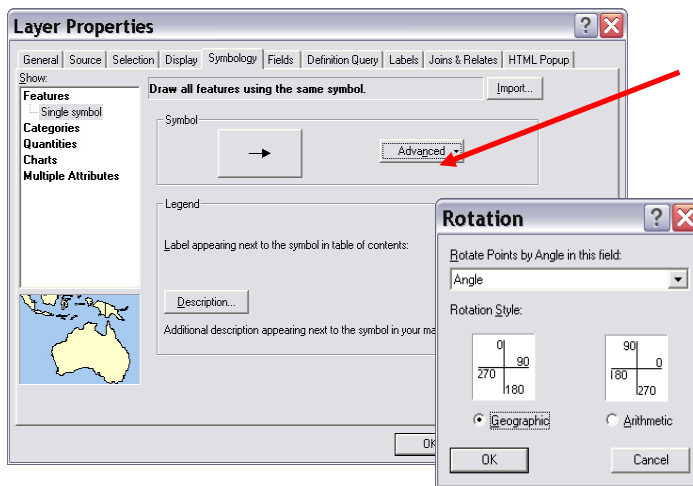 Layer Properties
General Source Selection Display Symbology Fields Definition Query Labels Joins & Relates HTML Popup
Show:
Features
Single symbol
Categories
Quantities
Charts
Multiple Attributes
Draw all features using the same symbol.
Import...
Symbol
Advanced
Legend
Label appearing next to the symbol in table of contents:
Description...
Additional description appearing next to the symbol in your
OK
Rotation
Rotate Points by Angle in this field:
Angle
Rotation Style:
0
90
270
180
90
0
180
270
Geographic
Arithmetic
OK
Cancel